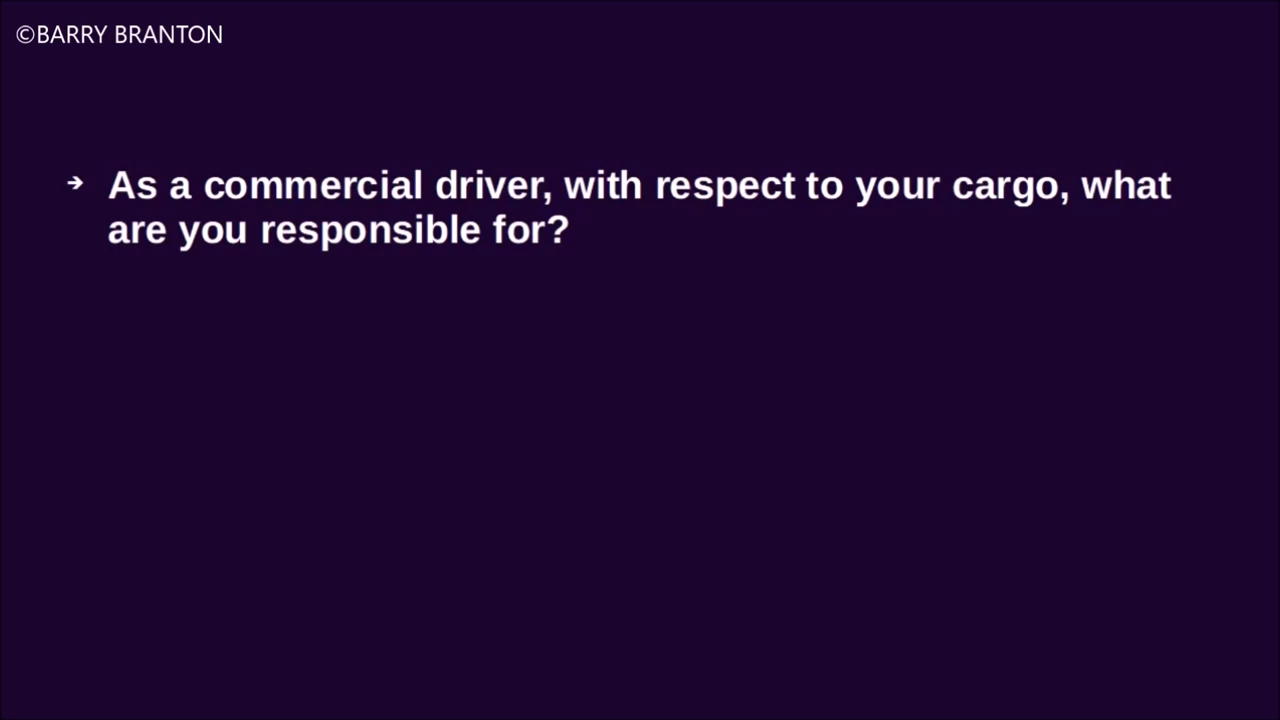 ©BARRY BRANTON
➔ As a commercial driver, with respect to your cargo, what
are you responsible for?